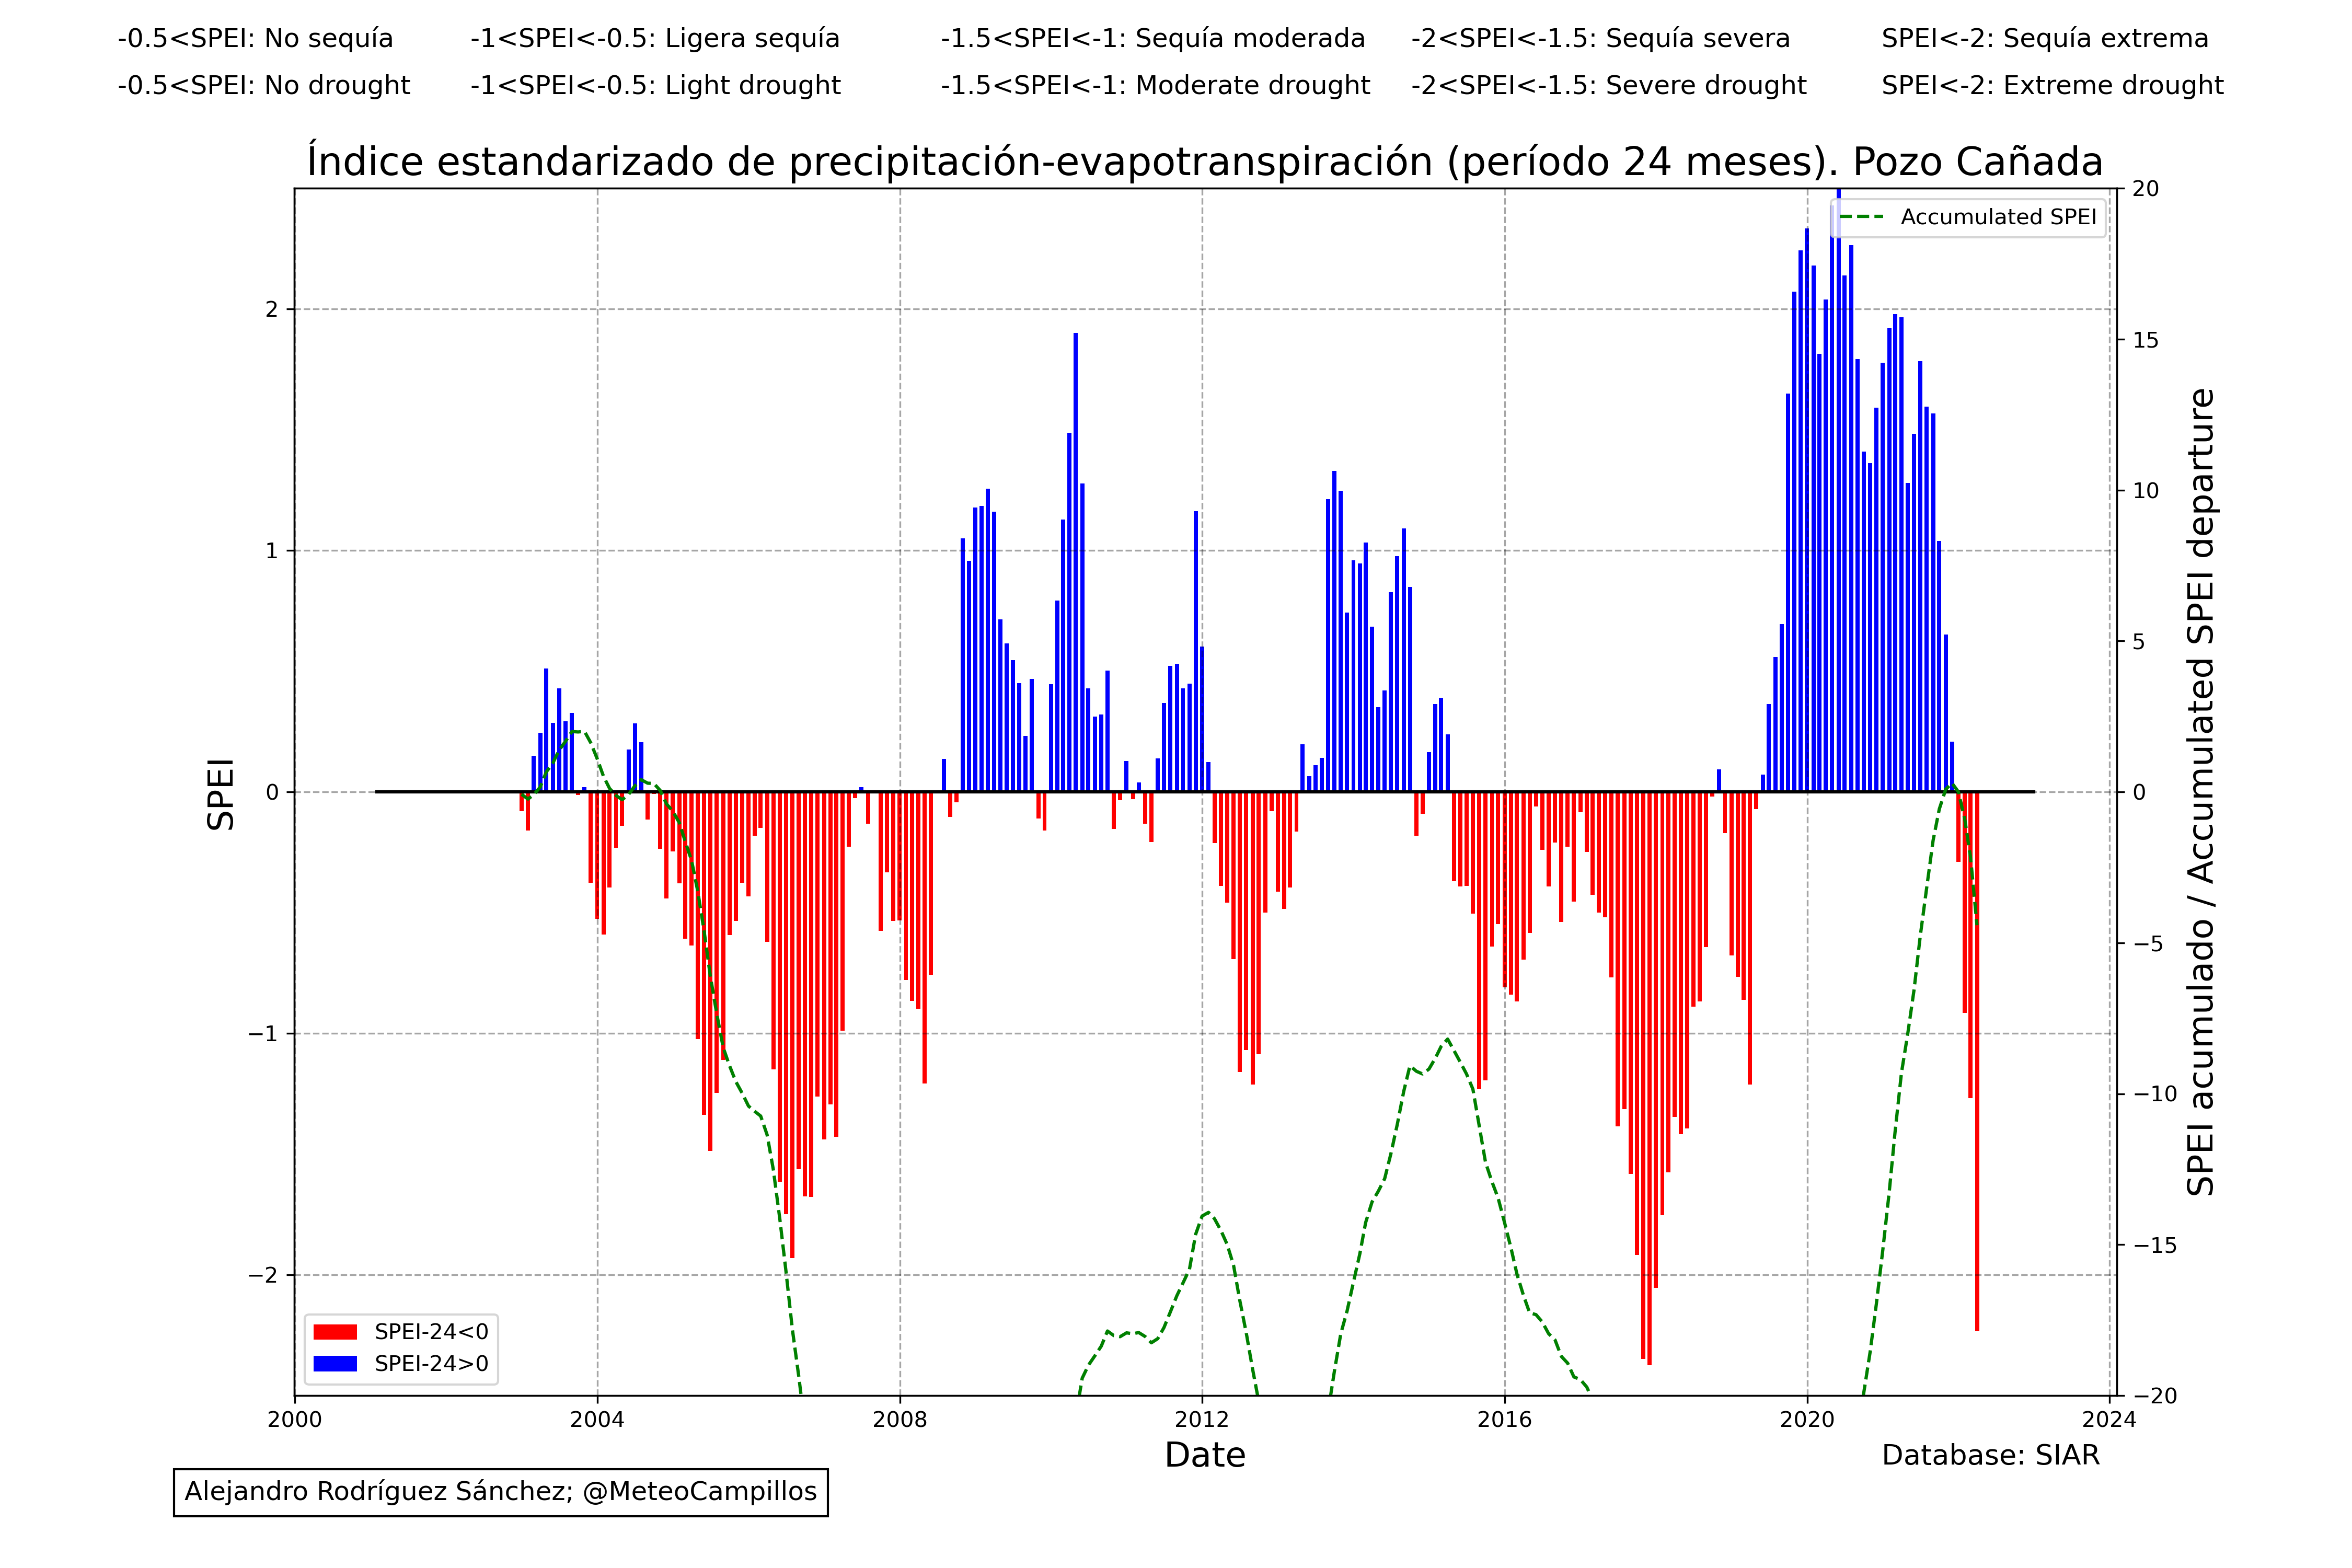 -0.5<SPEI: No sequía -1<SPEI<-0.5: Ligera sequía -1.5<SPEI<-1: Sequía moderada -2<SPEI<-1.5: Sequía severa SPEI<-2: Sequía extrema
-0.5<SPEI: No drought -1<SPEI<-0.5: Light drought -1.5<SPEI<-1: Moderate drought -2<SPEI<-1.5: Severe drought SPEI<-2: Extreme drought
Índice estandarizado de precipitación-evapotranspiración (período 24 meses). Pozo Cañada
Accumulated SPEI
SPEI
2
1
0
−1
−2
20
15
10
5
0
−5
−10
−15
−20
SPEI acumulado / Accumulated SPEI departure
SPEI-24<0
SPEI-24>0
2000 2004 2008 2012 2016 2020 2024
Date
Database: SIAR
Alejandro Rodríguez Sánchez; @MeteoCampillos